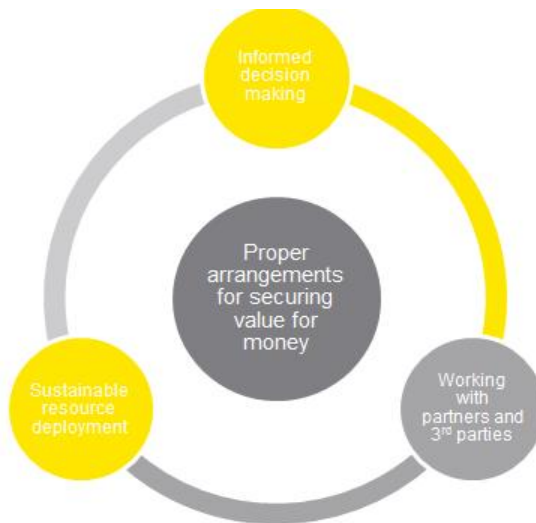 Informed
decision
making
Proper
arrangements
for securing
value for
money
Sustainable
resource
deployment
Working
with
partners and
3rd parties